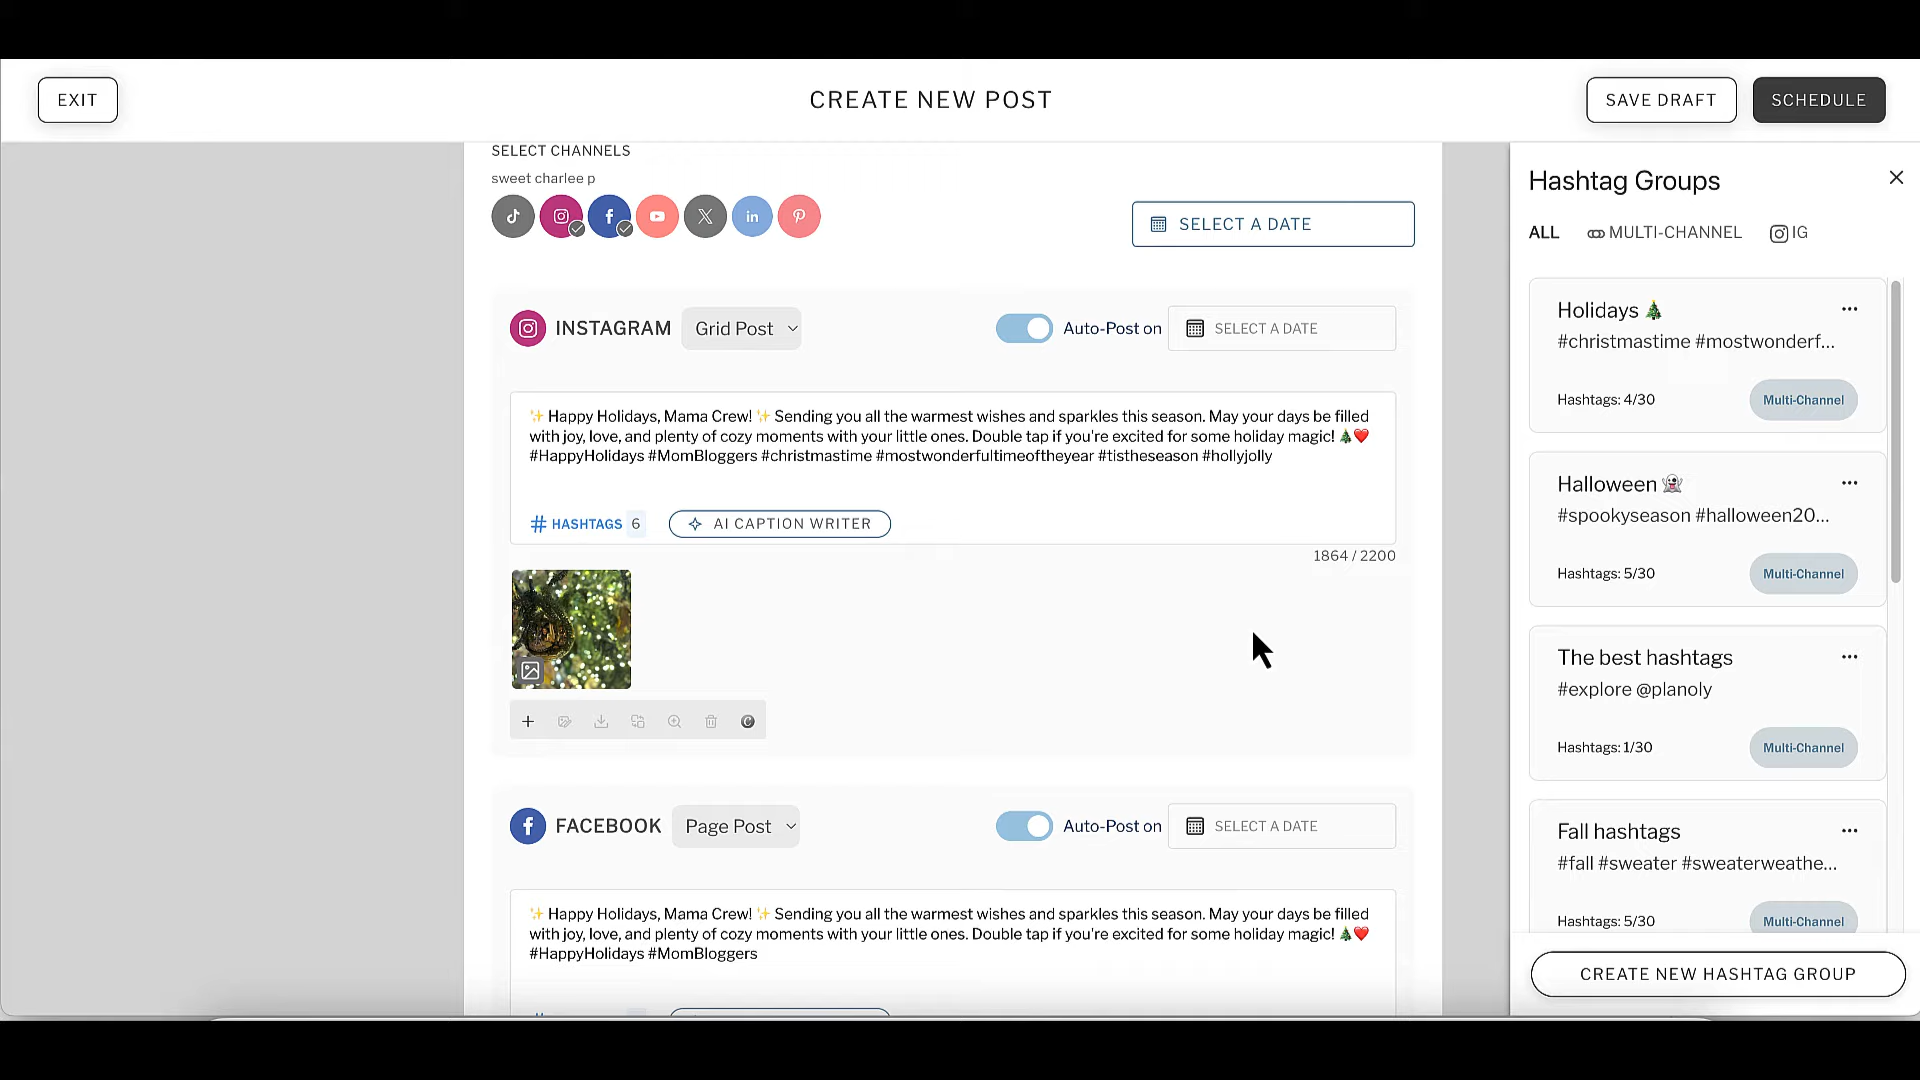 EXIT
CREATE NEW POST
SAVE DRAFT
SCHEDULE
SELECT CHANNELS
sweet charlee p
SELECT A DATE
INSTAGRAM
Grid Post
Auto-Post on
SELECT A DATE
✨ Happy Holidays, Mama Crew! ✨ Sending you all the warmest wishes and sparkles this season. May your days be filled
with joy, love, and plenty of cozy moments with your little ones. Double tap if you're excited for some holiday magic! 🎄❤️
#HappyHolidays #MomBloggers #christmastime #mostwonderfultimeoftheyear #tistheseason #hollyjolly
# HASHTAGS 6
AI CAPTION WRITER
1864 / 2200
FACEBOOK
Page Post
Auto-Post on
SELECT A DATE
✨ Happy Holidays, Mama Crew! ✨ Sending you all the warmest wishes and sparkles this season. May your days be filled
with joy, love, and plenty of cozy moments with your little ones. Double tap if you're excited for some holiday magic! 🎄❤️
#HappyHolidays #MomBloggers
Hashtag Groups
ALL
MULTI-CHANNEL
IG
Holidays 🎄
#christmastime #mostwonderf...
Hashtags: 4/30
Multi-Channel
Halloween 👻
#spookyseason #halloween20...
Hashtags: 5/30
Multi-Channel
The best hashtags
#explore @planoly
Hashtags: 1/30
Multi-Channel
Fall hashtags
#fall #sweater #sweaterweathe...
Hashtags: 5/30
Multi-Channel
CREATE NEW HASHTAG GROUP